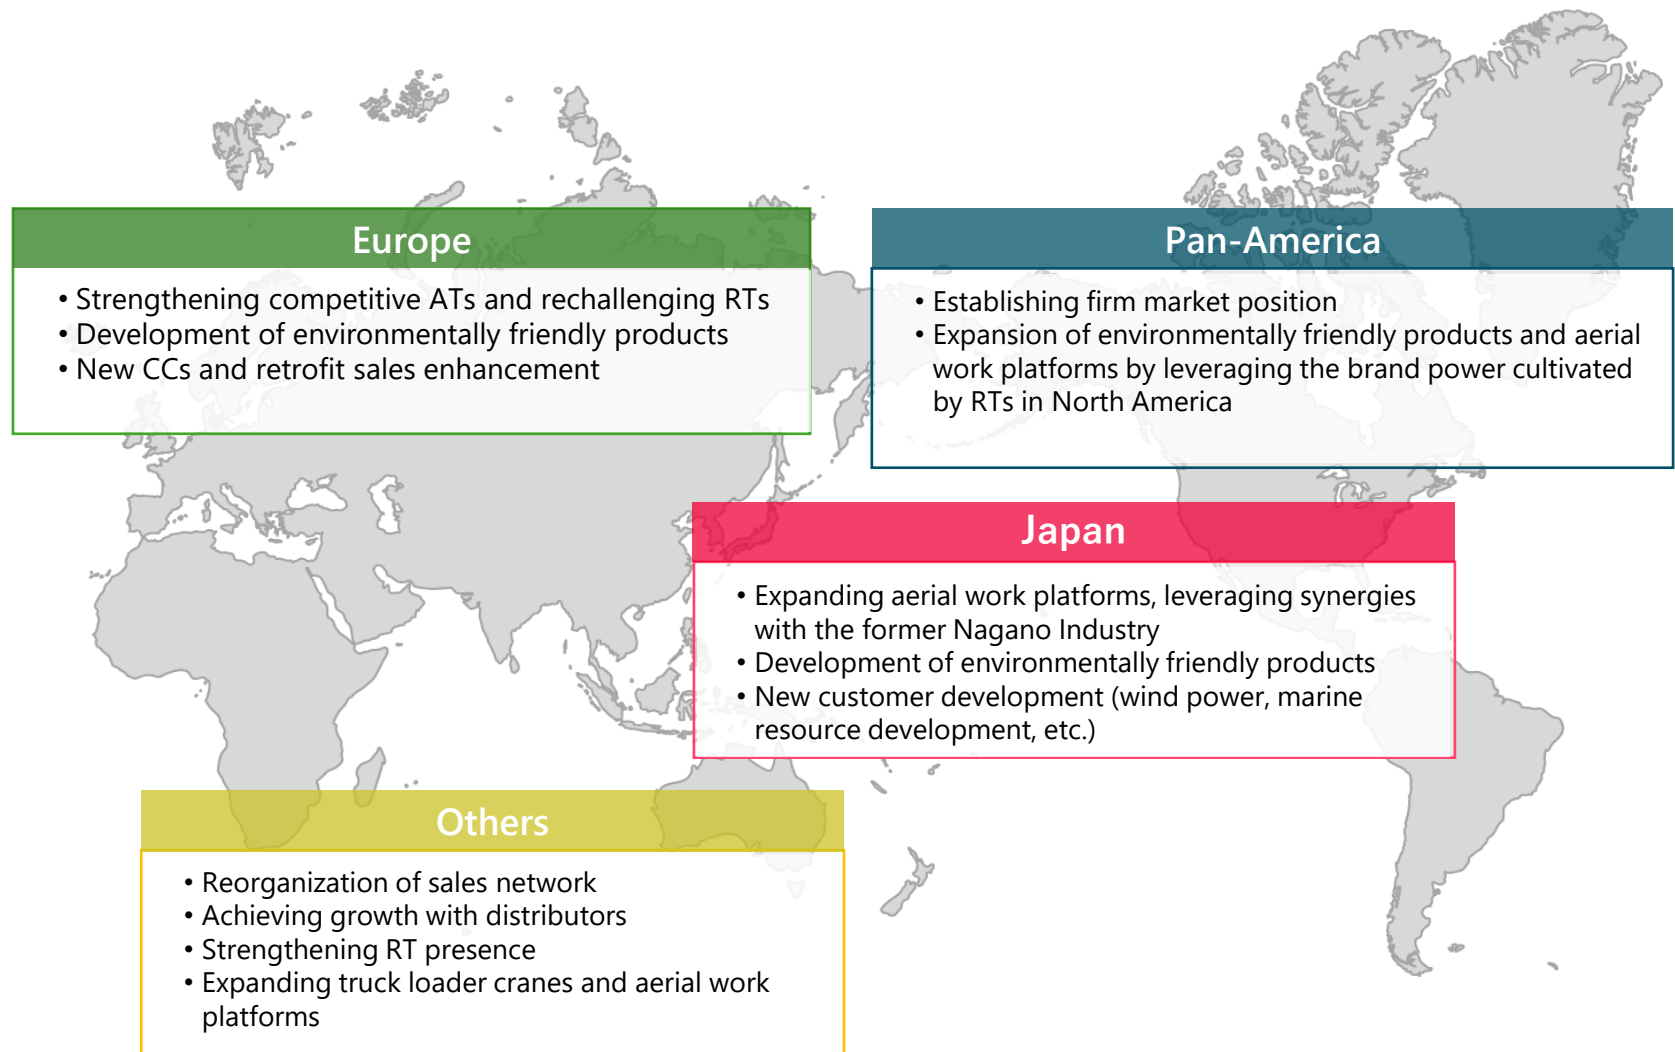 Europe
• Strengthening competitive ATs and rechallenging RTs
• Development of environmentally friendly products
• New CCs and retrofit sales enhancement
Pan-America
• Establishing firm market position
• Expansion of environmentally friendly products and aerial
work platforms by leveraging the brand power cultivated
by RTs in North America
Japan
• Expanding aerial work platforms, leveraging synergies
with the former Nagano Industry
• Development of environmentally friendly products
• New customer development (wind power, marine
resource development, etc.)
Others
• Reorganization of sales network
• Achieving growth with distributors
• Strengthening RT presence
• Expanding truck loader cranes and aerial work
platforms